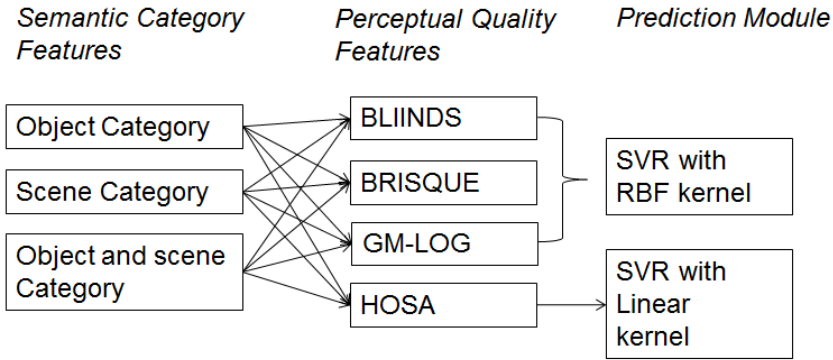 Semantic Category
Features
Perceptual Quality
Features
Prediction Module
Object Category
Scene Category
Object and scene
Category
BLIINDS
BRISQUE
GM-LOG
HOSA
SVR with
RBF kernel
SVR with
Linear
kernel